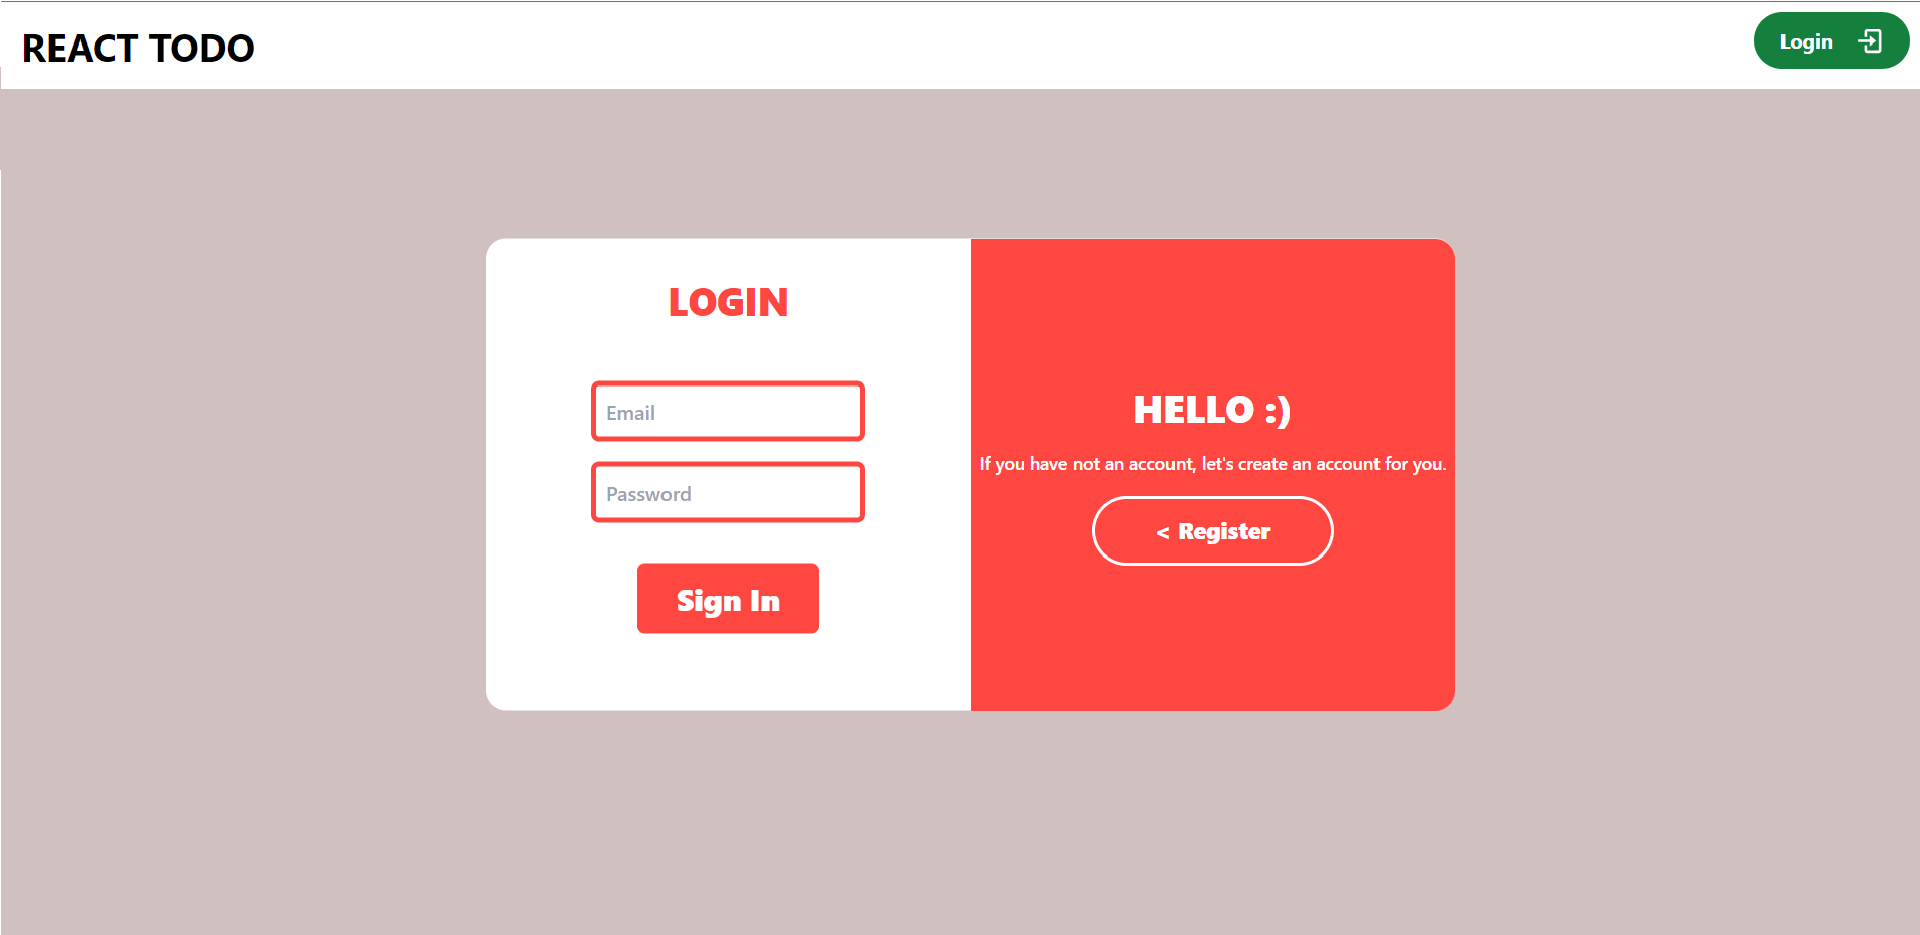 REACT TODO
Login
LOGIN
Email
Password
Sign In
HELLO :)
If you have not an account, let's create an account for you.
< Register